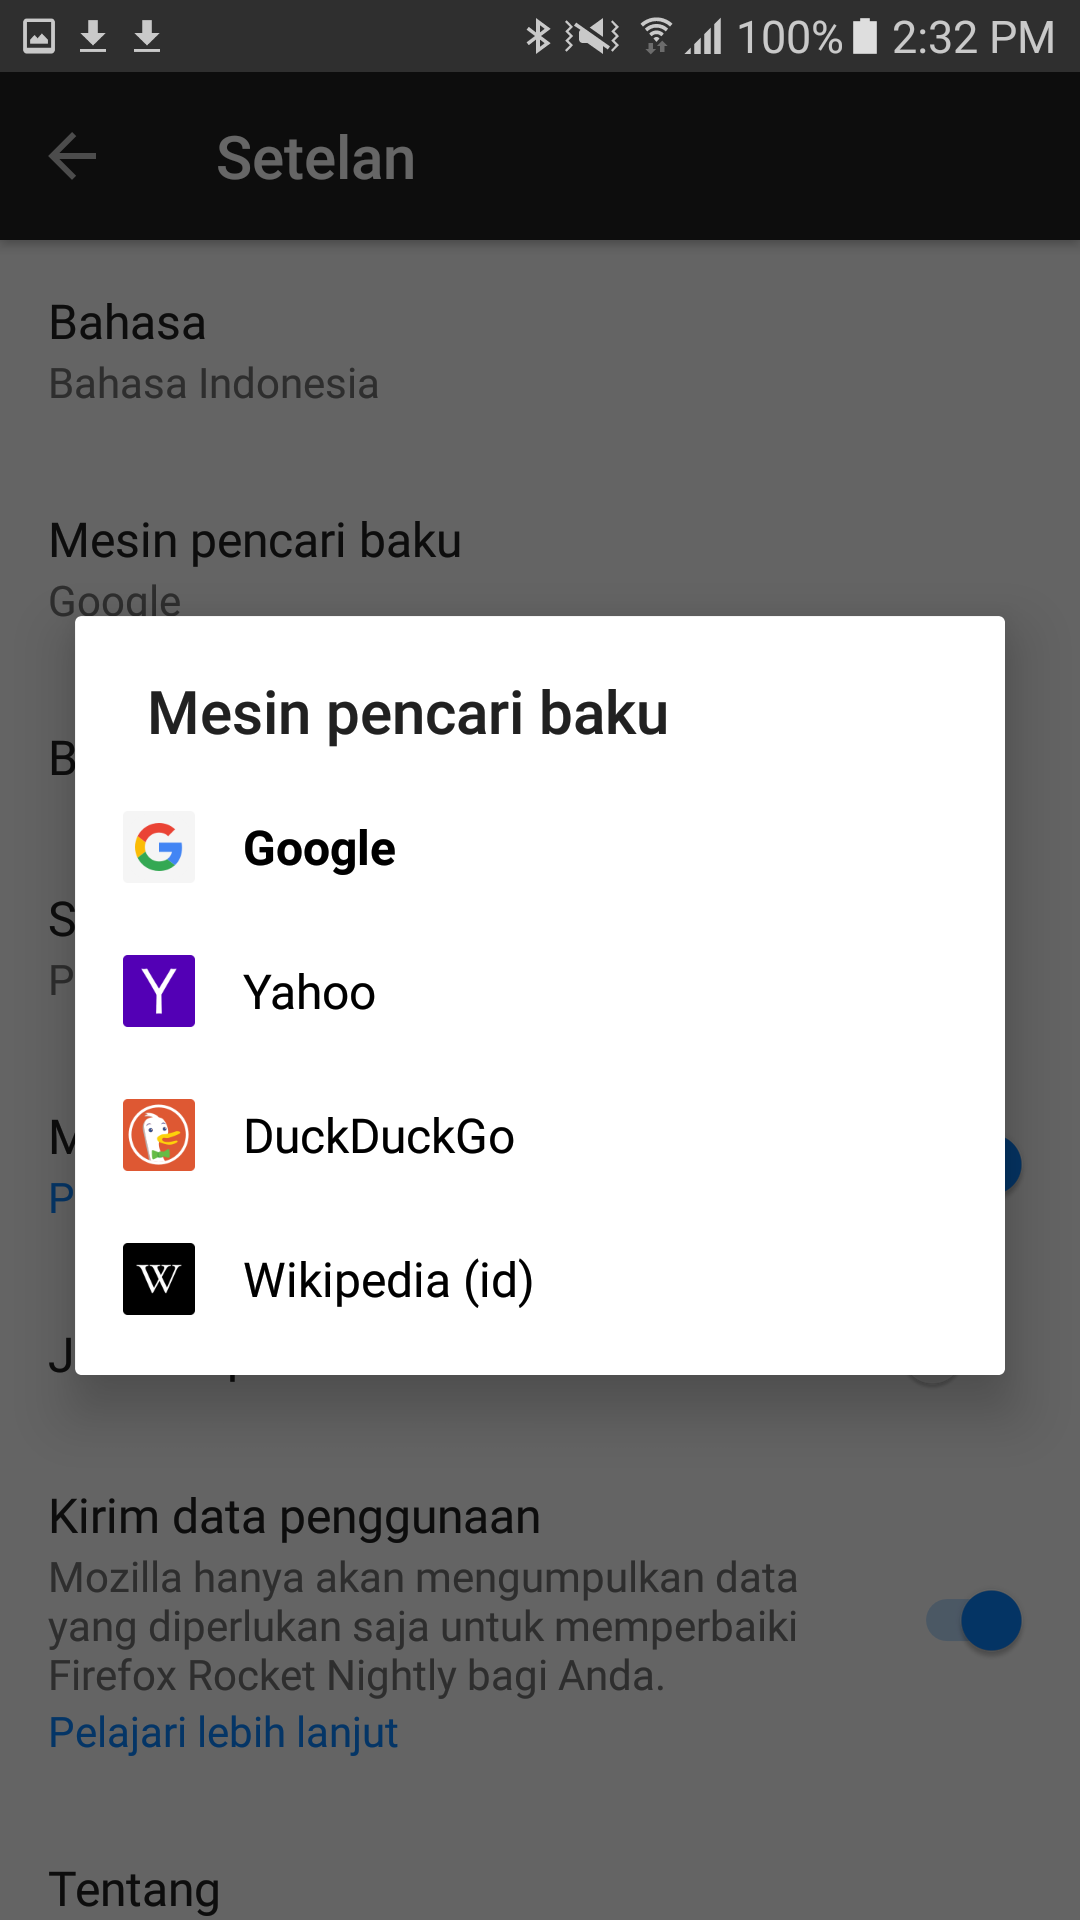 100% 2:32 PM
Setelan
Bahasa
Bahasa Indonesia
Mesin pencari baku
Google
Mesin pencari baku
Google
Yahoo
DuckDuckGo
Wikipedia (id)
Kirim data penggunaan
Mozilla hanya akan mengumpulkan data
yang diperlukan saja untuk memperbaiki
Firefox Rocket Nightly bagi Anda.
Pelajari lebih lanjut
Tentang